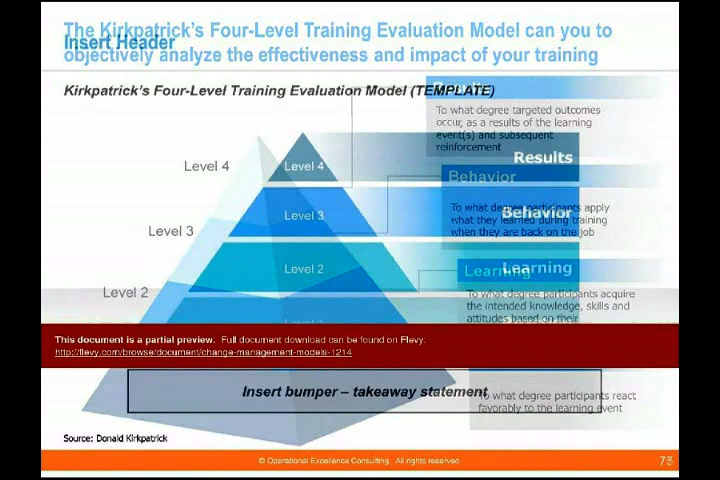 The Kirkpatrick's Four-Level Training Evaluation Model can you to
Insert Header
objectively analyze the effectiveness and impact of your training
Kirkpatrick's Four-Level Training Evaluation Model (TEMPLATE)
Results
To what degree targeted outcomes
occur, as a results of the learning
event(s) and subsequent
reinforcement
Level 4
Level 4
Results
Behavior
To what degree participants apply
what they learned during training
when they are back on the job
Level 3
Level 3
Behavior
Learning
Level 2
Level 2
Learning
To what degree participants acquire
the intended knowledge, skills and
attitudes based on their
This document is a partial preview. Full document download can be found on Flevy:
http://flevy.com/browse/document/change-management-models-1214
Insert bumper – takeaway statement
To what degree participants react
favorably to the learning event
Source: Donald Kirkpatrick
© Operational Excellence Consulting. All rights reserved.